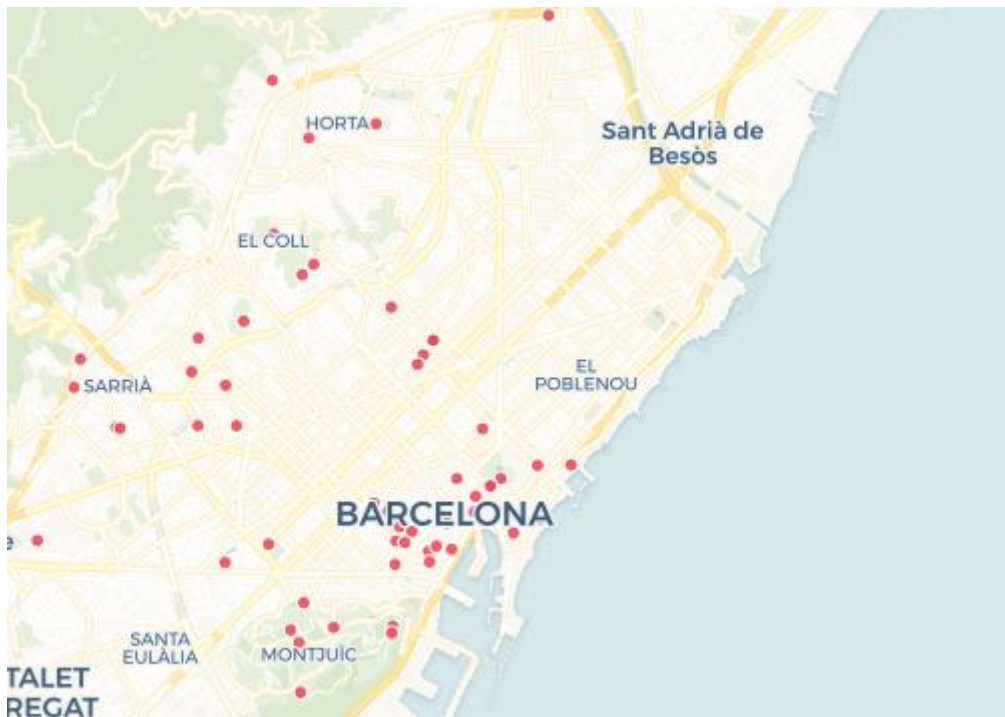 HORTA
Sant Adrià de
Besòs
EL COLL
EL
POBLENOU
SARRIÀ
BARCELONA
e
SANTA
EULÀLIA
MONTJUÏC
TALET
REGAT